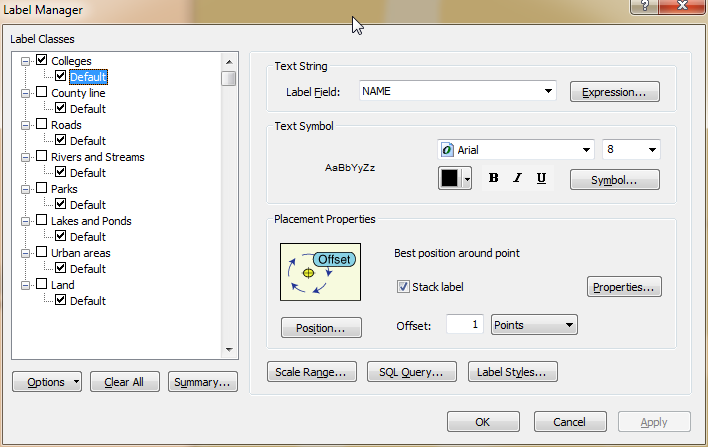 Label Manager
?
X
Label Classes
Colleges
Default
County line
Default
Roads
Default
Rivers and Streams
Default
Parks
Default
Lakes and Ponds
Default
Urban areas
Default
Land
Default
Options
Clear All
Summary...
Text String
Label Field:
NAME
Expression...
Text Symbol
AaBbYyZz
Arial
8
B I U
Symbol...
Placement Properties
Offset
Best position around point
Stack label
Properties...
Position...
Offset:
1
Points
Scale Range...
SQL Query...
Label Styles...
OK
Cancel
Apply